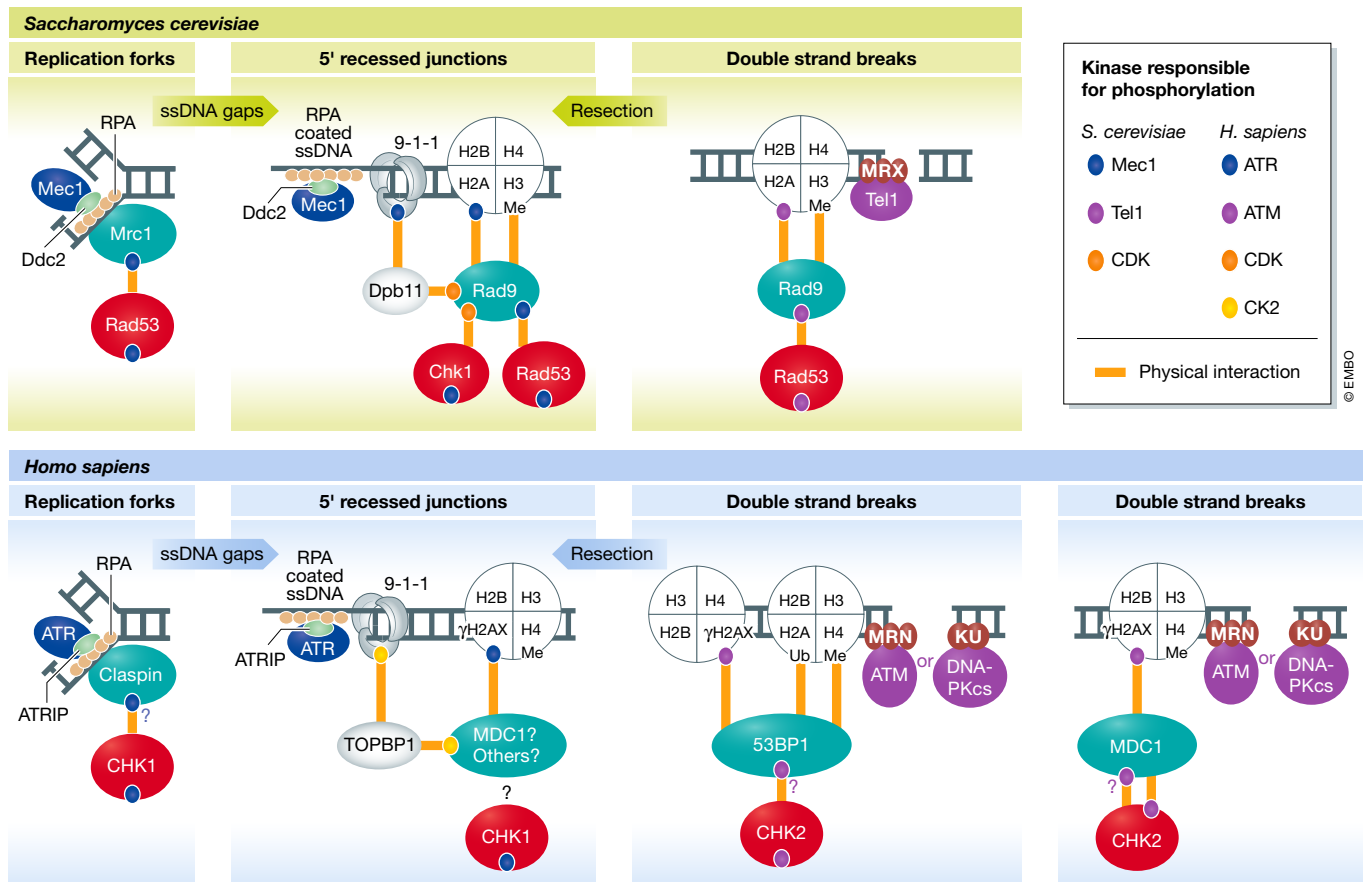 Saccharomyces cerevisiae
Replication forks
5' recessed junctions
Double strand breaks
ssDNA gaps
Resection
RPA
Mec1
Ddc2
Mrc1
Rad53
RPA
coated
ssDNA
9-1-1
Ddc2
Mec1
H2B H4
H2A H3
Me
Dpb11
Rad9
Chk1
Rad53
H2B H4
H2A H3
Me
MRX
Tel1
Rad9
Rad53
Kinase responsible
for phosphorylation
S. cerevisiae H. sapiens
Mec1 ATR
Tel1 ATM
CDK CDK
CK2
Physical interaction
© EMBO
Homo sapiens
Replication forks
5' recessed junctions
Double strand breaks
Double strand breaks
ssDNA gaps
Resection
RPA
ATR
Claspin
ATRIP
?
CHK1
RPA
coated
ssDNA
9-1-1
ATRIP
ATR
H2B H3
γH2AX H4
Me
TOPBP1
MDC1?
Others?
?
CHK1
H3 H4
H2B γH2AX
H2B H3
H2A H4
Ub Me
MRN
ATM
or
KU
DNA-
PKcs
53BP1
?
CHK2
H2B H3
γH2AX H4
Me
MRN
ATM
or
KU
DNA-
PKcs
MDC1
?
CHK2